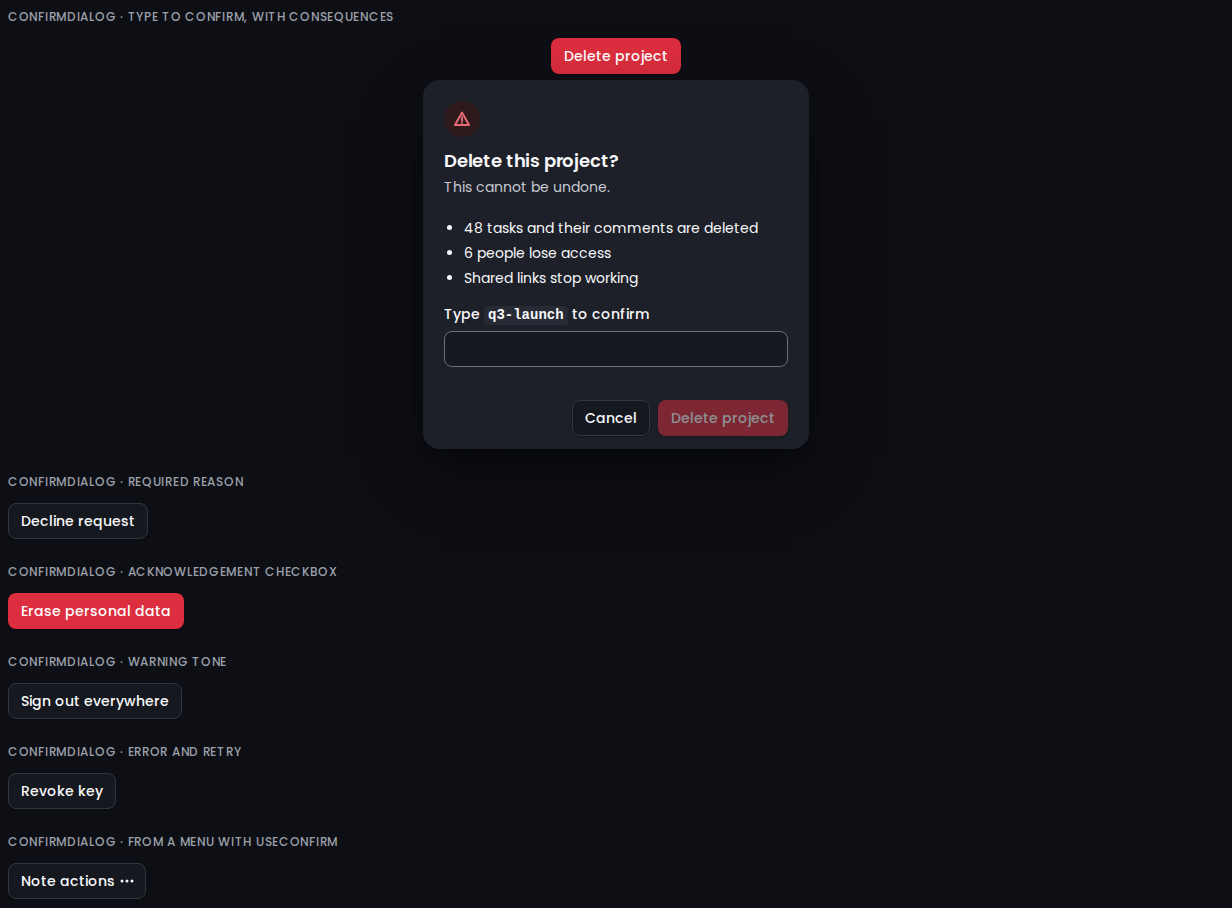 CONFIRMDIALOG · TYPE TO CONFIRM, WITH CONSEQUENCES
Delete project
Delete this project?
This cannot be undone.
• 48 tasks and their comments are deleted
• 6 people lose access
• Shared links stop working
Type q3-launch to confirm
Cancel Delete project
CONFIRMDIALOG · REQUIRED REASON
Decline request
CONFIRMDIALOG · ACKNOWLEDGEMENT CHECKBOX
Erase personal data
CONFIRMDIALOG · WARNING TONE
Sign out everywhere
CONFIRMDIALOG · ERROR AND RETRY
Revoke key
CONFIRMDIALOG · FROM A MENU WITH USECONFIRM
Note actions ···